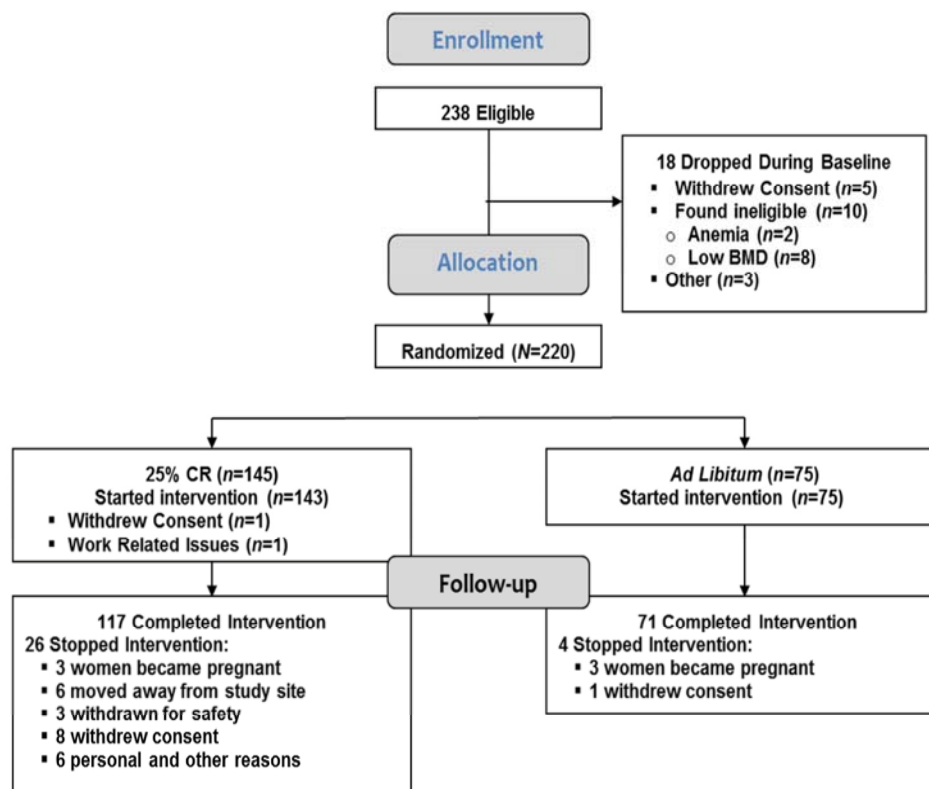 Enrollment
238 Eligible
18 Dropped During Baseline
▪ Withdrew Consent (n=5)
▪ Found ineligible (n=10)
o Anemia (n=2)
o Low BMD (n=8)
▪ Other (n=3)
Allocation
Randomized (N=220)
25% CR (n=145)
Started intervention (n=143)
▪ Withdrew Consent (n=1)
▪ Work Related Issues (n=1)
Ad Libitum (n=75)
Started intervention (n=75)
Follow-up
117 Completed Intervention
26 Stopped Intervention:
▪ 3 women became pregnant
▪ 6 moved away from study site
▪ 3 withdrawn for safety
▪ 8 withdrew consent
▪ 6 personal and other reasons
71 Completed Intervention
4 Stopped Intervention:
▪ 3 women became pregnant
▪ 1 withdrew consent